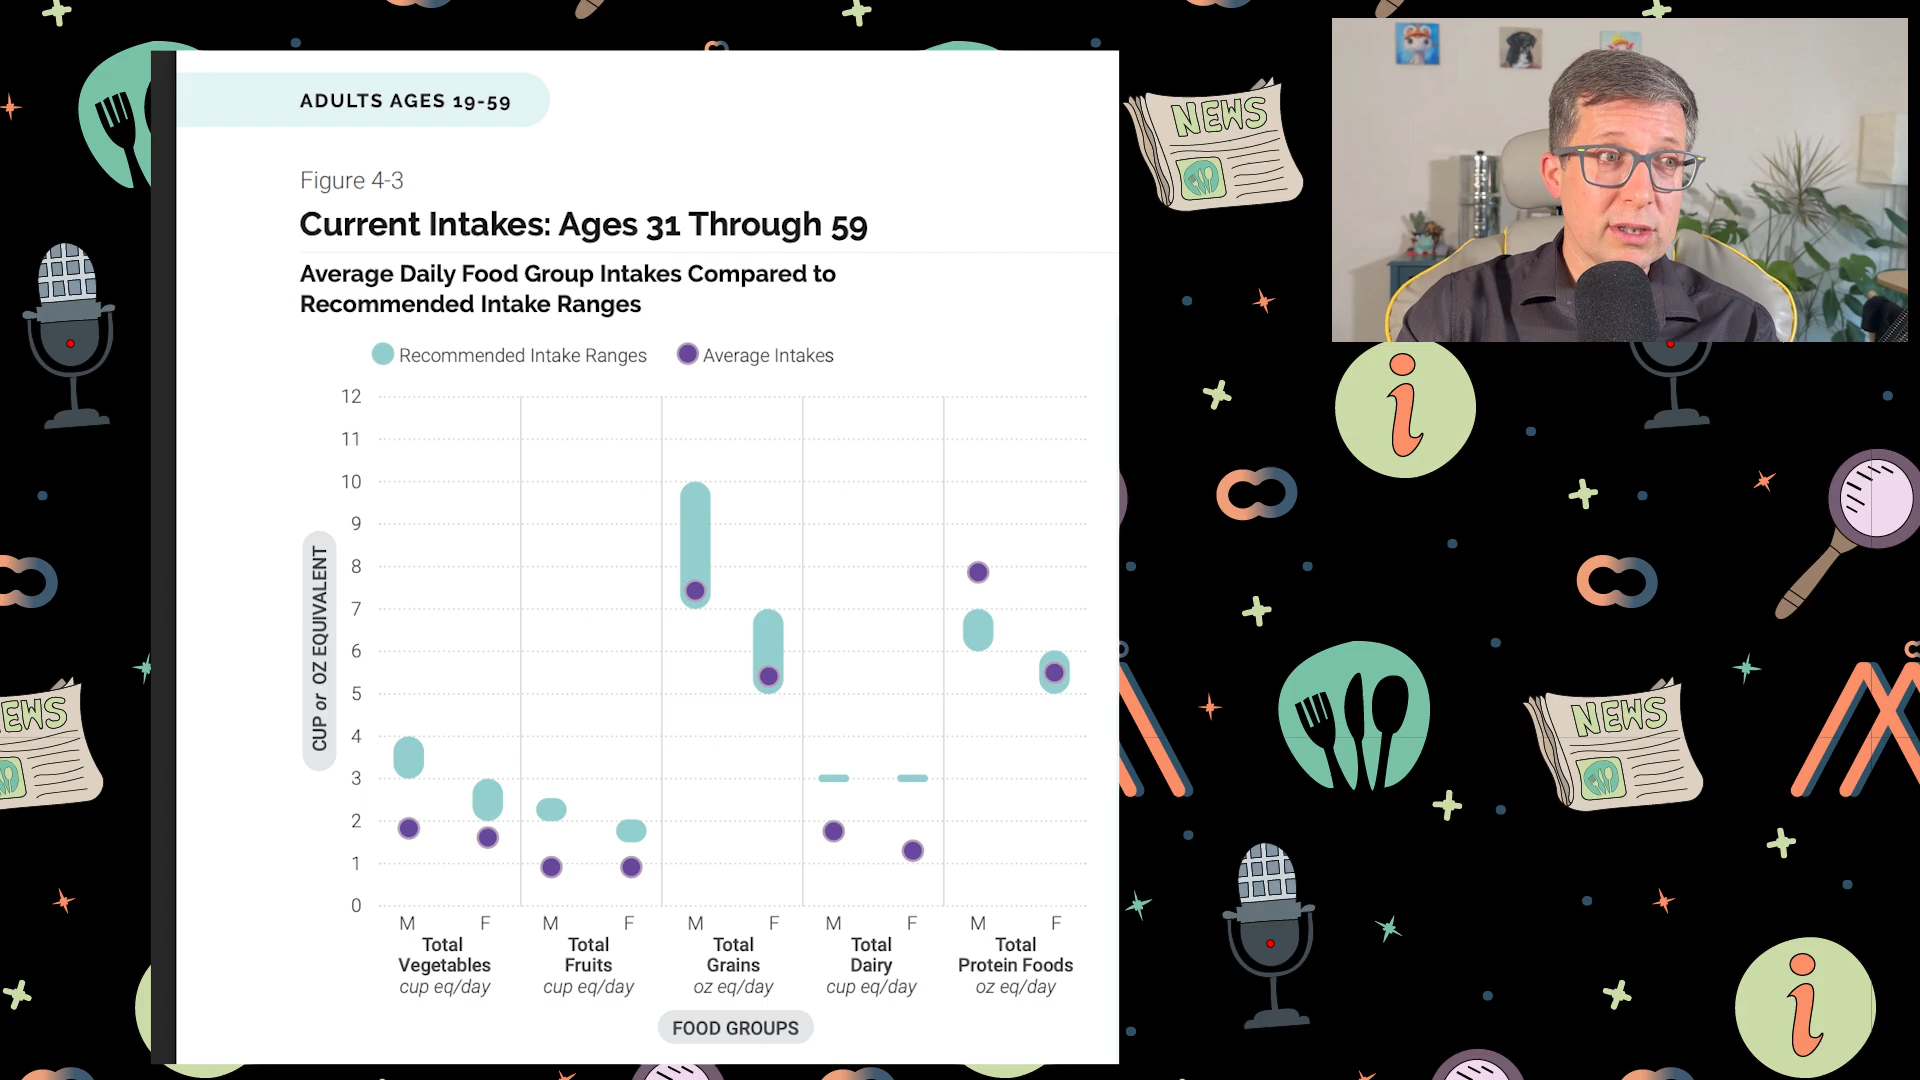 ADULTS AGES 19-59
Figure 4-3
Current Intakes: Ages 31 Through 59
Average Daily Food Group Intakes Compared to
Recommended Intake Ranges
Recommended Intake Ranges
Average Intakes
12
11
10
9
8
7
6
5
4
3
2
1
0
CUP or OZ EQUIVALENT
M F M F M F M F M F
Total
Vegetables
cup eq/day
Total
Fruits
cup eq/day
Total
Grains
oz eq/day
Total
Dairy
cup eq/day
Total
Protein Foods
oz eq/day
FOOD GROUPS
NEWS
i
EWS
NEWS
i